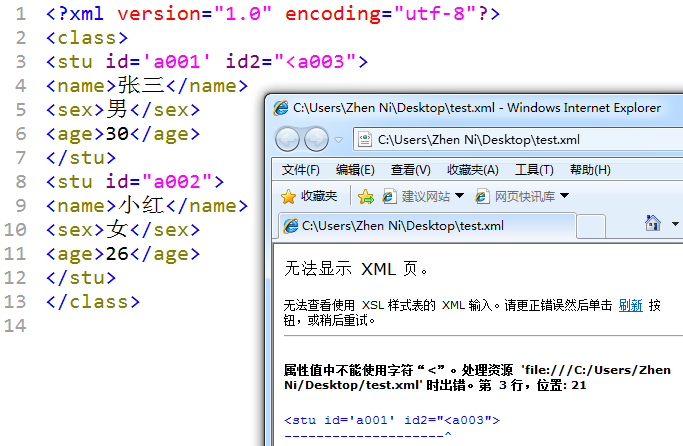 1 <?xml version="1.0" encoding="utf-8"?>
2 <class>
3 <stu id='a001' id2="<a003">
4 <name>张三</name>
5 <sex>男</sex>
6 <age>30</age>
7 </stu>
8 <stu id="a002">
9 <name>小红</name>
10 <sex>女</sex>
11 <age>26</age>
12 </stu>
13 </class>
14
C:\Users\Zhen Ni\Desktop\test.xml - Windows Internet Explorer
C:\Users\Zhen Ni\Desktop\test.xml
文件(F) 编辑(E) 查看(V) 收藏夹(A) 工具(T) 帮助(H)
收藏夹 建议网站 网页快讯库
C:\Users\Zhen Ni\Desktop\test.xml
无法显示 XML 页。
无法查看使用 XSL 样式表的 XML 输入。请更正错误然后单击 刷新 按
钮，或稍后重试。
属性值中不能使用字符“<”。处理资源 'file:///C:/Users/Zhen
Ni/Desktop/test.xml' 时出错。第 3 行，位置: 21
<stu id='a001' id2="<a003">
--------------------^